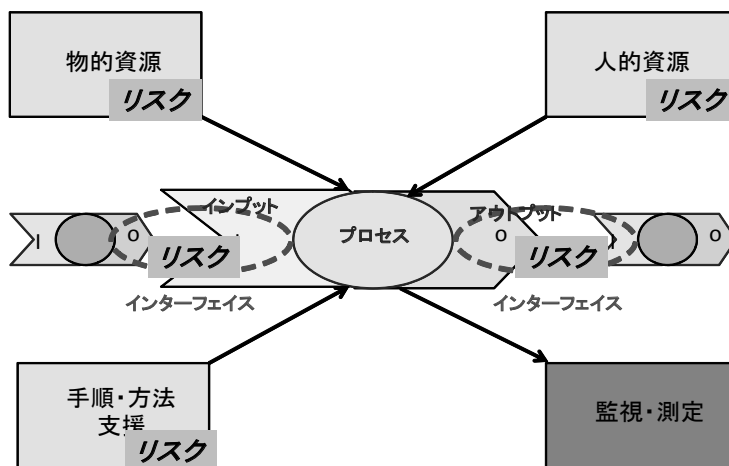 物的資源
リスク
人的資源
リスク
インプット
アウトプット
I
O
リスク
プロセス
O
リスク
I
O
インターフェイス
インターフェイス
手順・方法
支援
リスク
監視・測定